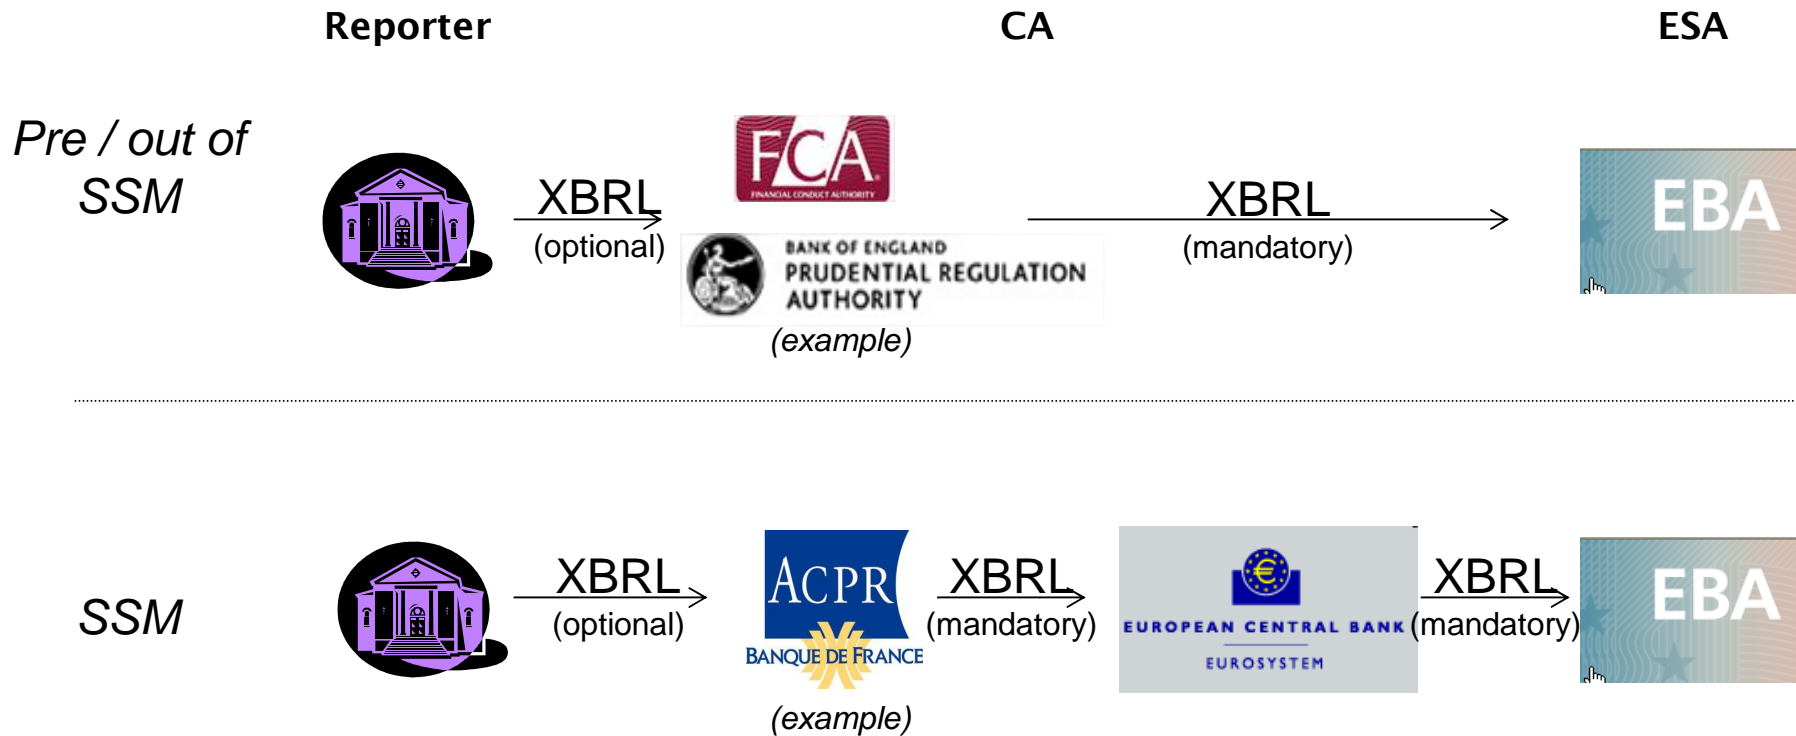 Reporter
CA
ESA
Pre / out of
SSM
XBRL
(optional)
FCA
FINANCIAL CONDUCT AUTHORITY
BANK OF ENGLAND
PRUDENTIAL REGULATION
AUTHORITY
(example)
XBRL
(mandatory)
EBA
SSM
XBRL
(optional)
ACPR
BANQUE DE FRANCE
(example)
XBRL
(mandatory)
EUROPEAN CENTRAL BANK
EUROSYSTEM
XBRL
(mandatory)
EBA